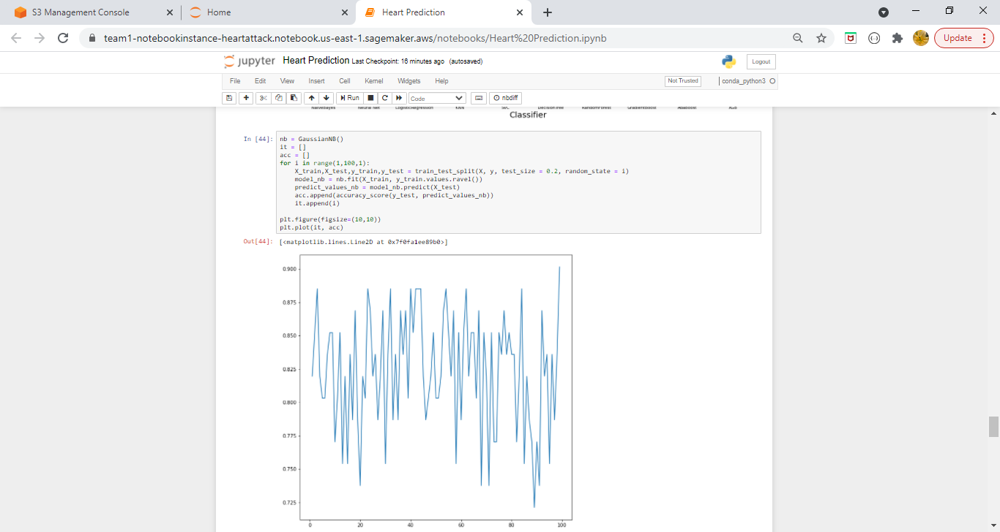 S3 Management Console
Home
Heart Prediction
team1-notebookinstance-heartattack.notebook.us-east-1.sagemaker.aws/notebooks/Heart%20Prediction.ipynb
Update
jupyter Heart Prediction Last Checkpoint: 16 minutes ago (autosaved)
Logout
File Edit View Insert Cell Kernel Widgets Help
Not Trusted
conda_python3
Run
Code
nbdiff
NaiveBayes Neural Net LogisticRegression KNN SVC DecisionTree RandomForest GradientBoost AdaBoost XGB
Classifier
In [44]:
nb = GaussianNB()
it = []
acc = []
for i in range(1,100,1):
    X_train,X_test,y_train,y_test = train_test_split(X, y, test_size = 0.2, random_state = i)
    model_nb = nb.fit(X_train, y_train.values.ravel())
    predict_values_nb = model_nb.predict(X_test)
    acc.append(accuracy_score(y_test, predict_values_nb))
    it.append(i)
plt.figure(figsize=(10,10))
plt.plot(it, acc)
Out[44]: [<matplotlib.lines.Line2D at 0x7f0fa1ee89b0>]
0.900
0.875
0.850
0.825
0.800
0.775
0.750
0.725
0 20 40 60 80 100